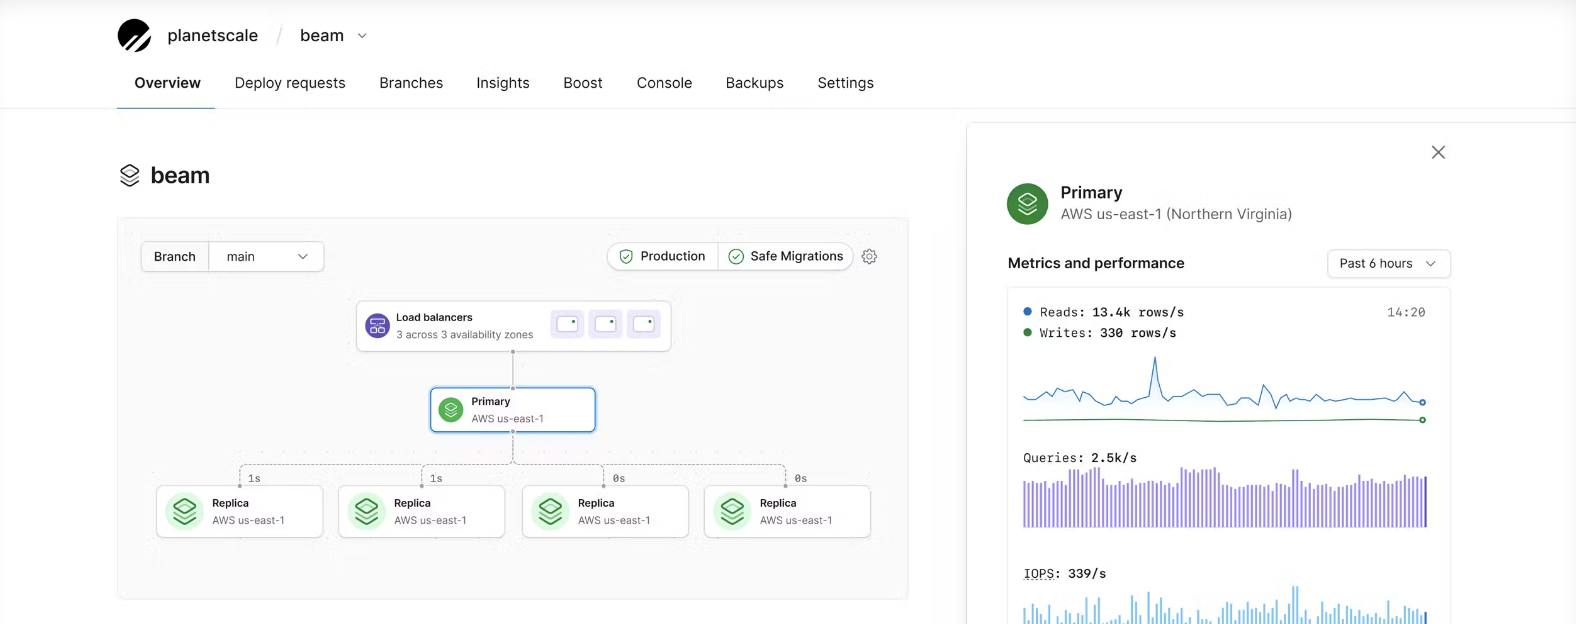 planetscale / beam
Overview Deploy requests Branches Insights Boost Console Backups Settings
beam
Branch main
Production Safe Migrations
Load balancers
3 across 3 availability zones
Primary
AWS us-east-1
1s 1s 0s 0s
Replica Replica Replica Replica
AWS us-east-1 AWS us-east-1 AWS us-east-1 AWS us-east-1
Primary
AWS us-east-1 (Northern Virginia)
Metrics and performance Past 6 hours
Reads: 13.4k rows/s 14:20
Writes: 330 rows/s
Queries: 2.5k/s
IOPS: 339/s